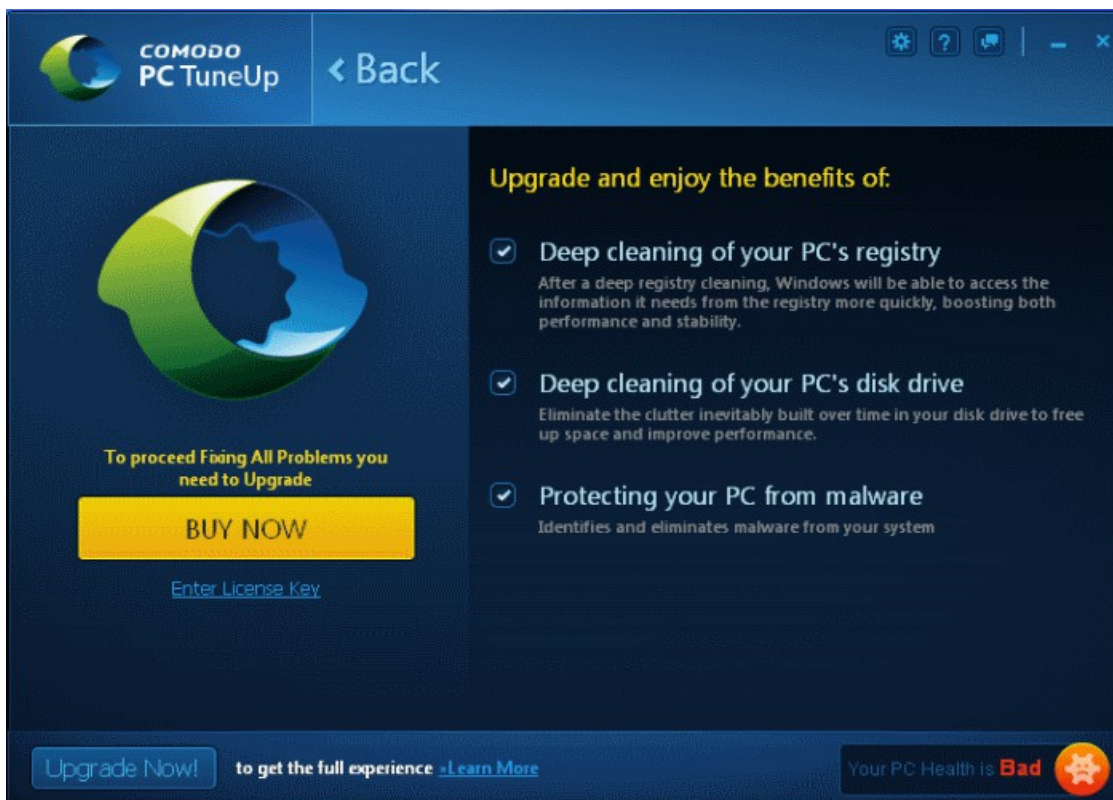 COMODO
PC TuneUp
< Back
?
Upgrade and enjoy the benefits of:
Deep cleaning of your PC's registry
After a deep registry cleaning, Windows will be able to access the
information it needs from the registry more quickly, boosting both
performance and stability.
Deep cleaning of your PC's disk drive
Eliminate the clutter inevitably built over time in your disk drive to free
up space and improve performance.
Protecting your PC from malware
Identifies and eliminates malware from your system
To proceed Fixing All Problems you
need to Upgrade
BUY NOW
Enter License Key
Upgrade Now! to get the full experience »Learn More
Your PC Health is Bad